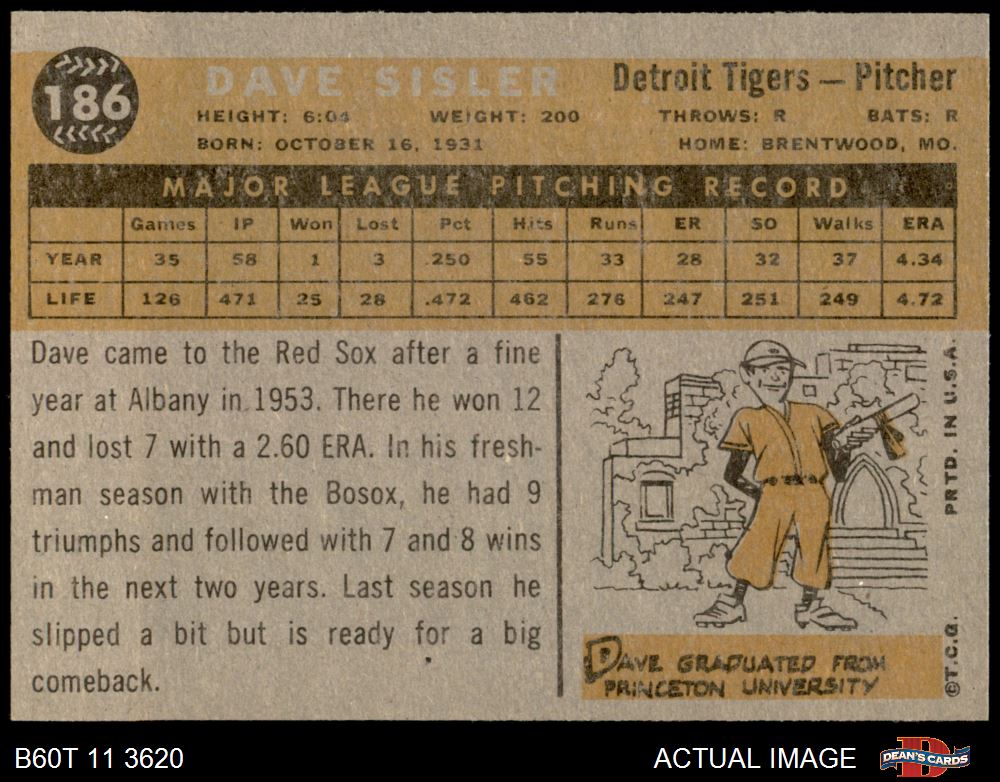 186
DAVE SISLER
Detroit Tigers — Pitcher
HEIGHT: 6:04 WEIGHT: 200 THROWS: R BATS: R
BORN: OCTOBER 16, 1931 HOME: BRENTWOOD, MO.
MAJOR LEAGUE PITCHING RECORD
Games IP Won Lost Pct Hits Runs ER SO Walks ERA
YEAR 35 58 1 3 .250 55 33 28 32 37 4.34
LIFE 126 471 25 28 .472 462 276 247 251 249 4.72
Dave came to the Red Sox after a fine
year at Albany in 1953. There he won 12
and lost 7 with a 2.60 ERA. In his fresh-
man season with the Bosox, he had 9
triumphs and followed with 7 and 8 wins
in the next two years. Last season he
slipped a bit but is ready for a big
comeback.
DAVE GRADUATED FROM
PRINCETON UNIVERSITY
©T.C.G. PRTD. IN U.S.A.
B60T 11 3620 ACTUAL IMAGE DEAN'S CARDS